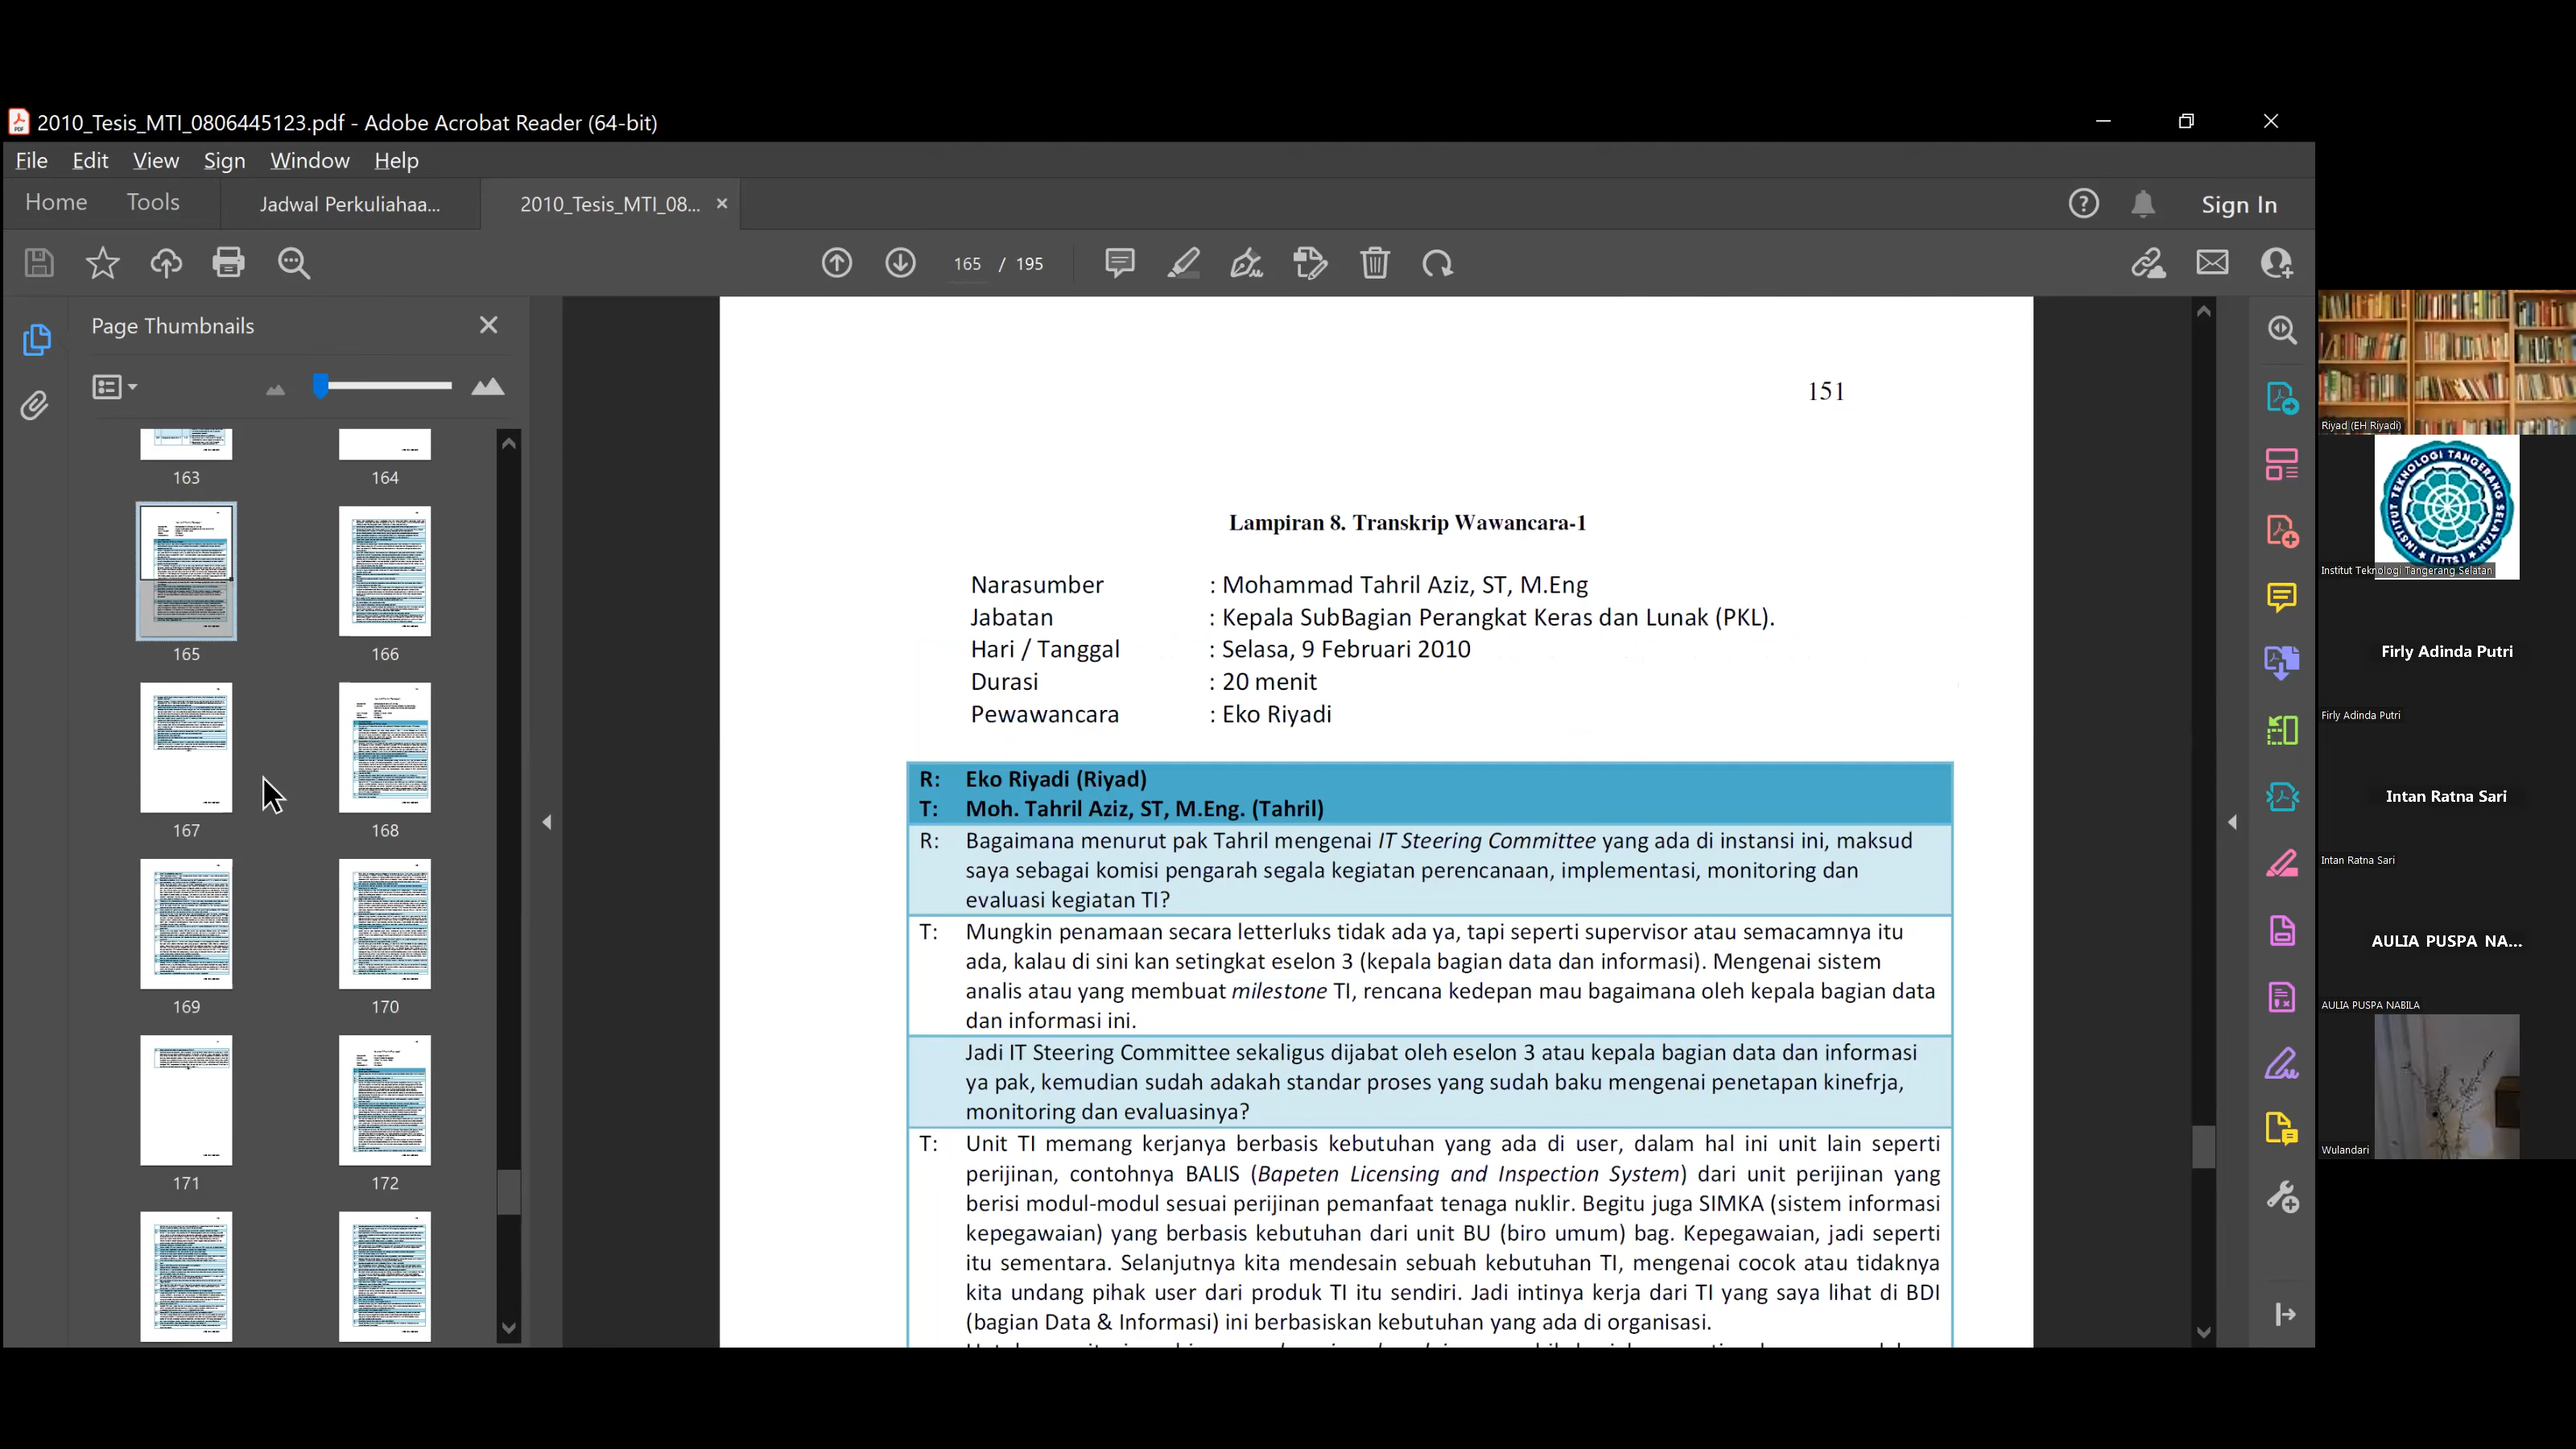 2010_Tesis_MTI_0806445123.pdf - Adobe Acrobat Reader (64-bit)
File Edit View Sign Window Help
Home Tools Jadwal Perkuliahaa... 2010_Tesis_MTI_08... Sign In
165 / 195
Page Thumbnails
163 164
165 166
167 168
169 170
171 172
151
Lampiran 8. Transkrip Wawancara-1
Narasumber : Mohammad Tahril Aziz, ST, M.Eng
Jabatan : Kepala SubBagian Perangkat Keras dan Lunak (PKL).
Hari / Tanggal : Selasa, 9 Februari 2010
Durasi : 20 menit
Pewawancara : Eko Riyadi
R: Eko Riyadi (Riyad)
T: Moh. Tahril Aziz, ST, M.Eng. (Tahril)
R: Bagaimana menurut pak Tahril mengenai IT Steering Committee yang ada di instansi ini, maksud
saya sebagai komisi pengarah segala kegiatan perencanaan, implementasi, monitoring dan
evaluasi kegiatan TI?
T: Mungkin penamaan secara letterluks tidak ada ya, tapi seperti supervisor atau semacamnya itu
ada, kalau di sini kan setingkat eselon 3 (kepala bagian data dan informasi). Mengenai sistem
analis atau yang membuat milestone TI, rencana kedepan mau bagaimana oleh kepala bagian data
dan informasi ini.
Jadi IT Steering Committee sekaligus dijabat oleh eselon 3 atau kepala bagian data dan informasi
ya pak, kemudian sudah adakah standar proses yang sudah baku mengenai penetapan kinefrja,
monitoring dan evaluasinya?
T: Unit TI memang kerjanya berbasis kebutuhan yang ada di user, dalam hal ini unit lain seperti
perijinan, contohnya BALIS (Bapeten Licensing and Inspection System) dari unit perijinan yang
berisi modul-modul sesuai perijinan pemanfaat tenaga nuklir. Begitu juga SIMKA (sistem informasi
kepegawaian) yang berbasis kebutuhan dari unit BU (biro umum) bag. Kepegawaian, jadi seperti
itu sementara. Selanjutnya kita mendesain sebuah kebutuhan TI, mengenai cocok atau tidaknya
kita undang pihak user dari produk TI itu sendiri. Jadi intinya kerja dari TI yang saya lihat di BDI
(bagian Data & Informasi) ini berbasiskan kebutuhan yang ada di organisasi.
Riyad (EH Riyadi)
INSTITUT TEKNOLOGI TANGERANG SELATAN
(ITTS)
Institut Teknologi Tangerang Selatan
Firly Adinda Putri
Firly Adinda Putri
Intan Ratna Sari
Intan Ratna Sari
AULIA PUSPA NA...
AULIA PUSPA NABILA
Wulandari